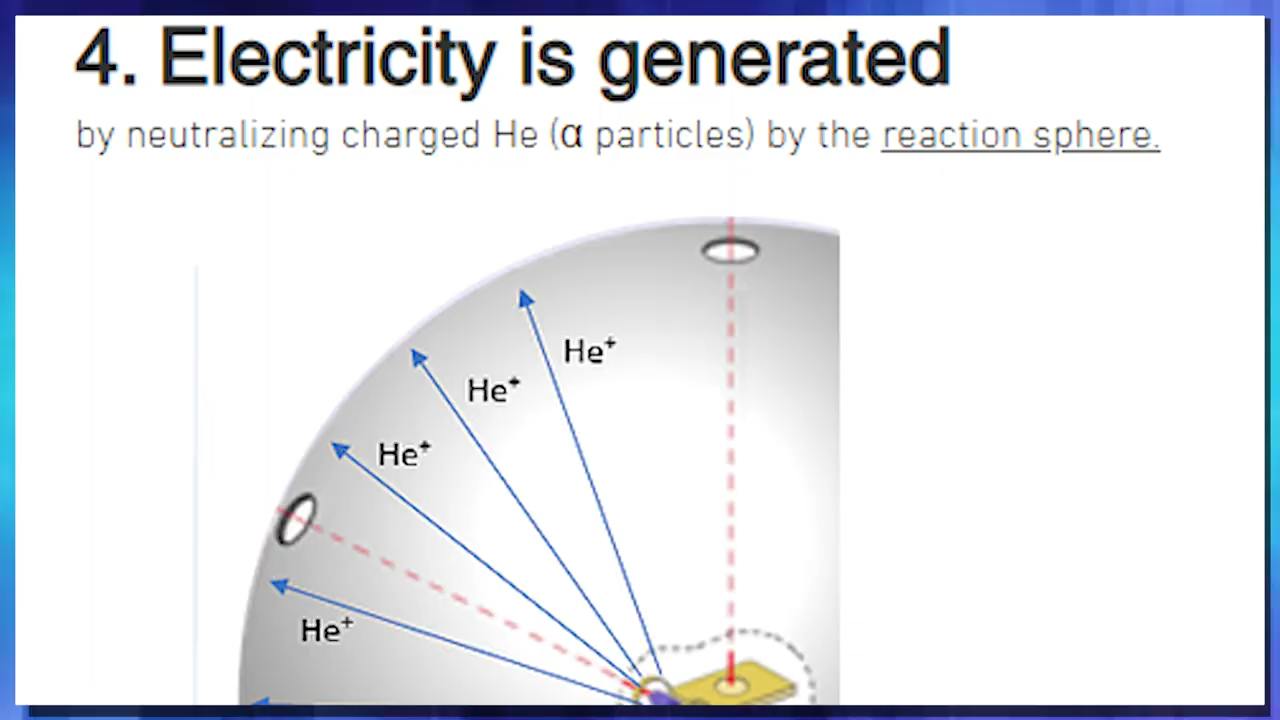 4. Electricity is generated
by neutralizing charged He (α particles) by the reaction sphere.
He⁺
He⁺
He⁺
He⁺